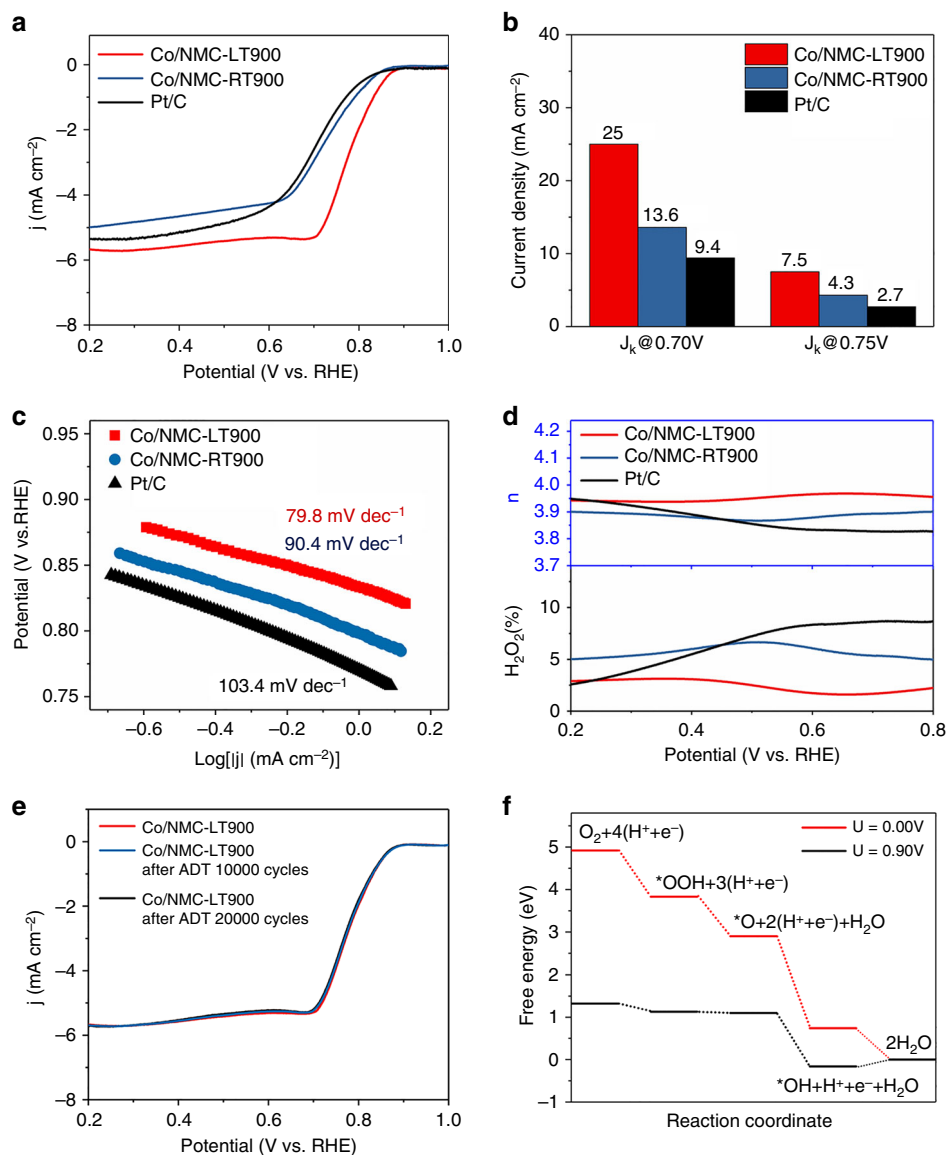 a
Co/NMC-LT900
Co/NMC-RT900
Pt/C
0
−2
−4
−6
−8
j (mA cm⁻²)
0.2 0.4 0.6 0.8 1.0
Potential (V vs. RHE)
b
Co/NMC-LT900
Co/NMC-RT900
Pt/C
40
30
20
10
0
Current density (mA cm⁻²)
25
13.6
9.4
7.5
4.3
2.7
Jₖ@0.70V Jₖ@0.75V
c
Co/NMC-LT900
Co/NMC-RT900
Pt/C
0.95
0.90
0.85
0.80
0.75
Potential (V vs.RHE)
79.8 mV dec⁻¹
90.4 mV dec⁻¹
103.4 mV dec⁻¹
−0.6 −0.4 −0.2 0.0 0.2
Log[|j| (mA cm⁻²)]
d
Co/NMC-LT900
Co/NMC-RT900
Pt/C
4.2
4.1
4.0
3.9
3.8
3.7
n
10
5
0
H₂O₂(%)
0.2 0.4 0.6 0.8
Potential (V vs. RHE)
e
Co/NMC-LT900
Co/NMC-LT900
after ADT 10000 cycles
Co/NMC-LT900
after ADT 20000 cycles
0
−2
−4
−6
−8
j (mA cm⁻²)
0.2 0.4 0.6 0.8 1.0
Potential (V vs. RHE)
f
U = 0.00V
U = 0.90V
O₂+4(H⁺+e⁻)
*OOH+3(H⁺+e⁻)
*O+2(H⁺+e⁻)+H₂O
2H₂O
*OH+H⁺+e⁻+H₂O
5
4
3
2
1
0
−1
Free energy (eV)
Reaction coordinate